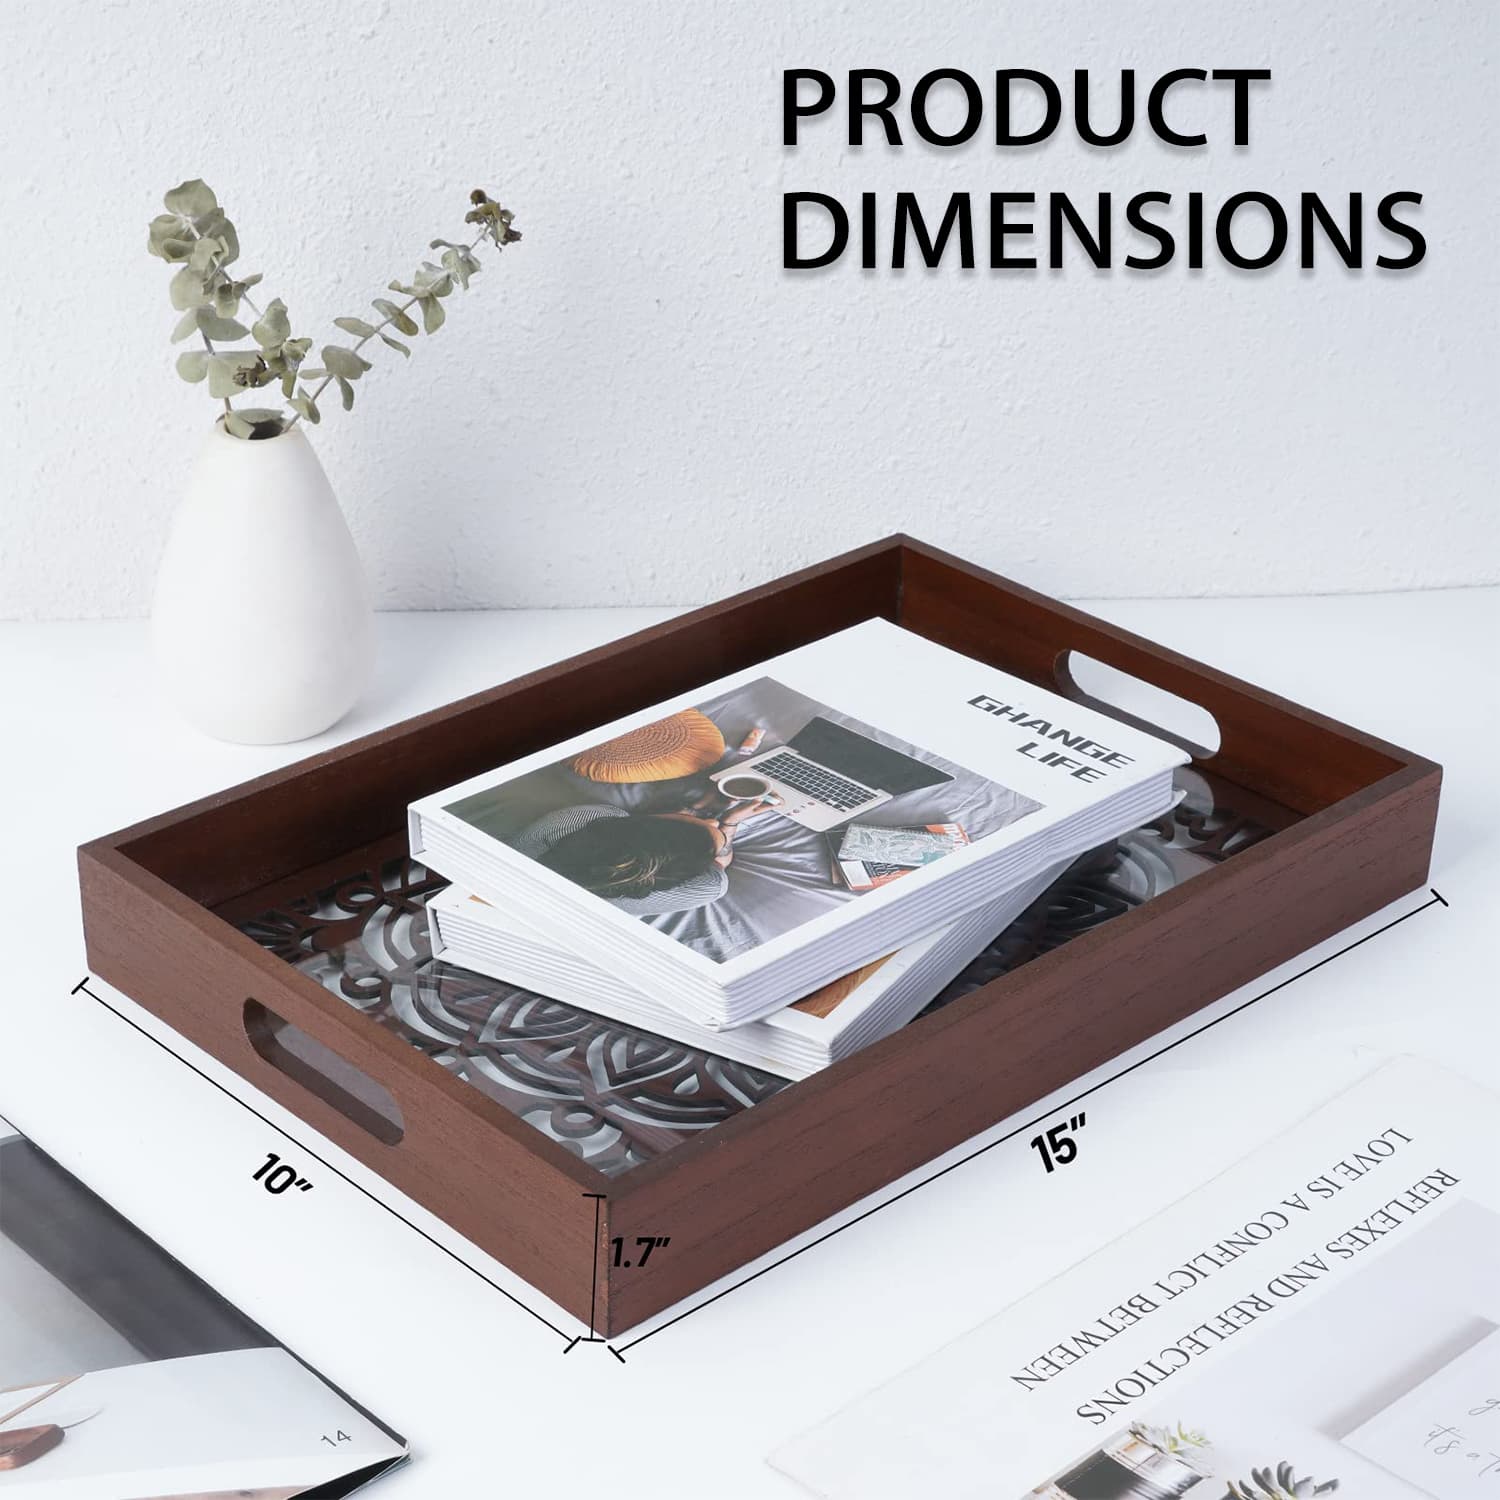 PRODUCT
DIMENSIONS
GHANGE
LIFE
10"
15"
1.7"
LOVE IS A CONFLICT BETWEEN
REFLEXES AND REFLECTIONS
14